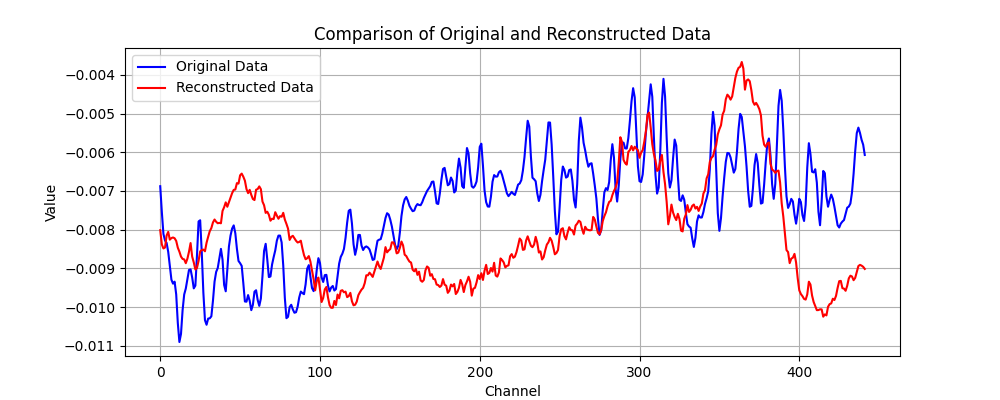 Comparison of Original and Reconstructed Data
Original Data
Reconstructed Data
Value
−0.004
−0.005
−0.006
−0.007
−0.008
−0.009
−0.010
−0.011
0 100 200 300 400
Channel